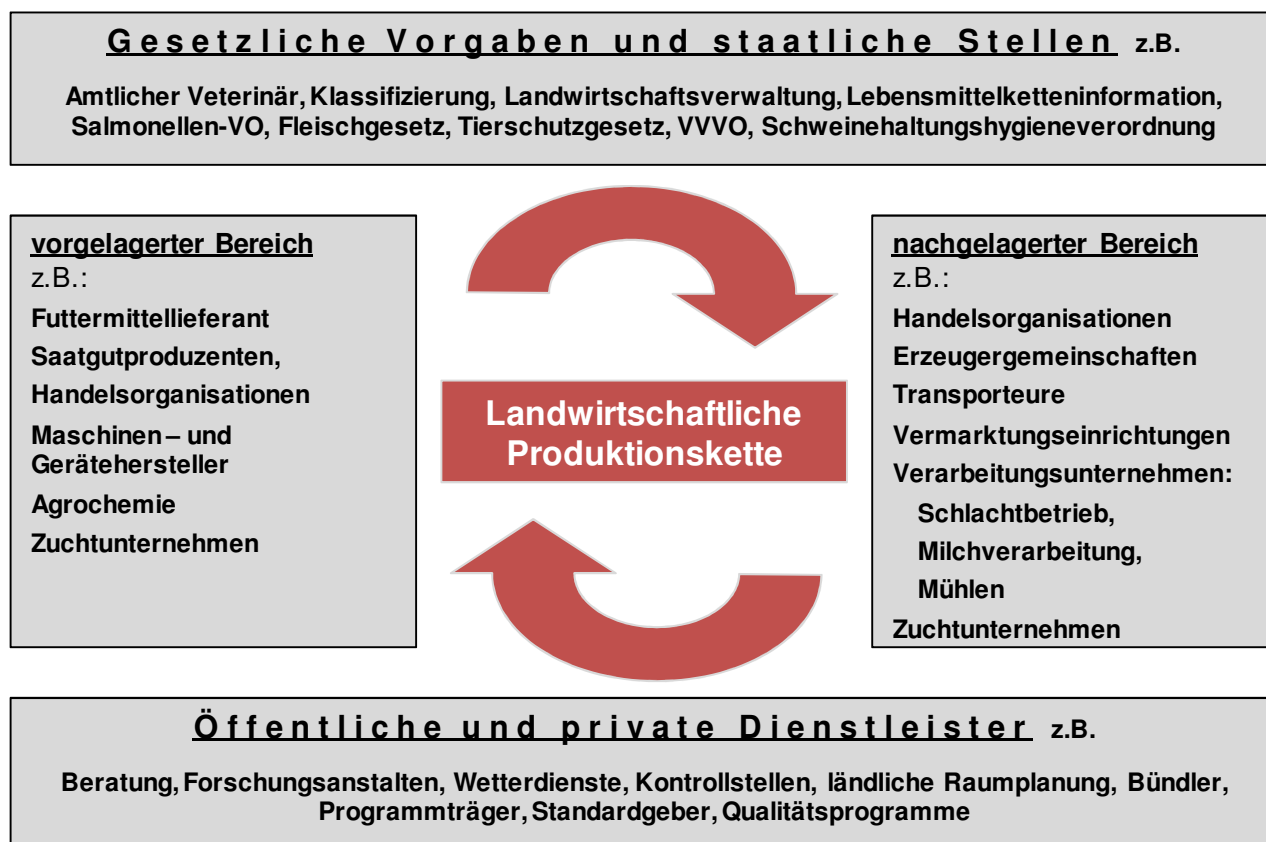 Gesetzliche Vorgaben und staatliche Stellen z.B.
Amtlicher Veterinär, Klassifizierung, Landwirtschaftsverwaltung, Lebensmittelketteninformation,
Salmonellen-VO, Fleischgesetz, Tierschutzgesetz, VVVO, Schweinehaltungshygieneverordnung
vorgelagerter Bereich
z.B.:
Futtermittellieferant
Saatgutproduzenten,
Handelsorganisationen
Maschinen – und
Gerätehersteller
Agrochemie
Zuchtunternehmen
Landwirtschaftliche
Produktionskette
nachgelagerter Bereich
z.B.:
Handelsorganisationen
Erzeugergemeinschaften
Transporteure
Vermarktungseinrichtungen
Verarbeitungsunternehmen:
Schlachtbetrieb,
Milchverarbeitung,
Mühlen
Zuchtunternehmen
Öffentliche und private Dienstleister z.B.
Beratung, Forschungsanstalten, Wetterdienste, Kontrollstellen, ländliche Raumplanung, Bündler,
Programmträger, Standardgeber, Qualitätsprogramme